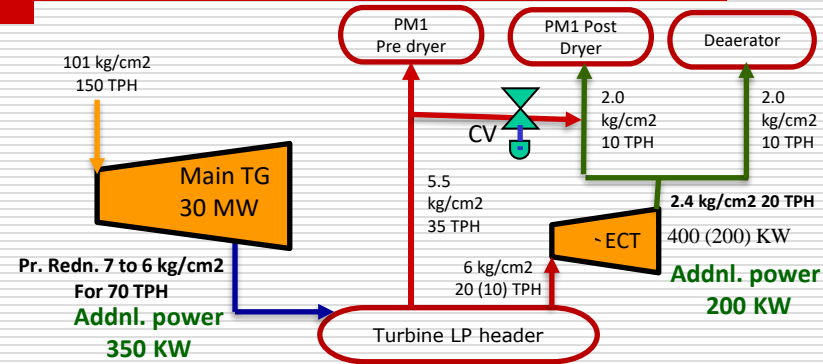 PM1
Pre dryer
PM1 Post
Dryer
Deaerator
101 kg/cm2
150 TPH
2.0
kg/cm2
10 TPH
2.0
kg/cm2
10 TPH
CV
Main TG
30 MW
5.5
kg/cm2
35 TPH
2.4 kg/cm2 20 TPH
~ECT
400 (200) KW
Pr. Redn. 7 to 6 kg/cm2
For 70 TPH
Addnl. power
350 KW
6 kg/cm2
20 (10) TPH
Addnl. power
200 KW
Turbine LP header